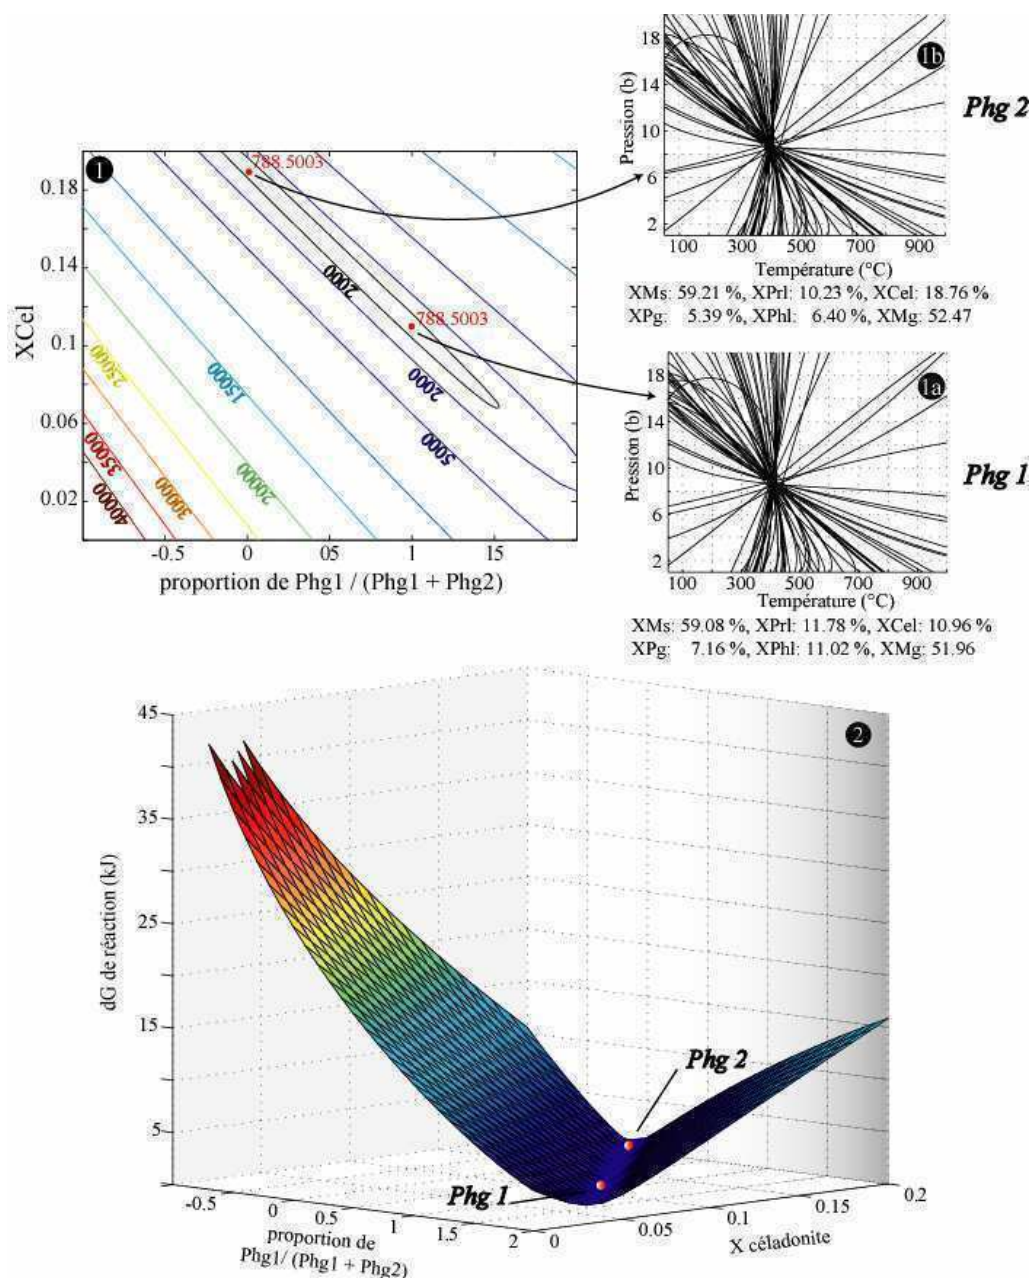 1
788.5003
788.5003
2000
2000
5000
15000
20000
25000
30000
35000
40000
XCel
0.18
0.14
0.1
0.06
0.02
-0.5
0
0.5
1
15
proportion de Phg1 / (Phg1 + Phg2)
1b
Phg 2
Pression (b)
18
14
10
6
2
100
300
500
700
900
Température (°C)
XMs: 59.21 %, XPrl: 10.23 %, XCel: 18.76 %
XPg: 5.39 %, XPhl: 6.40 %, XMg: 52.47
1a
Phg 1
Pression (b)
18
14
10
6
2
100
300
500
700
900
Température (°C)
XMs: 59.08 %, XPrl: 11.78 %, XCel: 10.96 %
XPg: 7.16 %, XPhl: 11.02 %, XMg: 51.96
2
dG de réaction (kJ)
45
35
25
15
5
Phg 2
Phg 1
-0.5
0
0.5
1
1.5
2
proportion de
Phg1/ (Phg1 + Phg2)
0
0.05
0.1
0.15
0.2
X céladonite